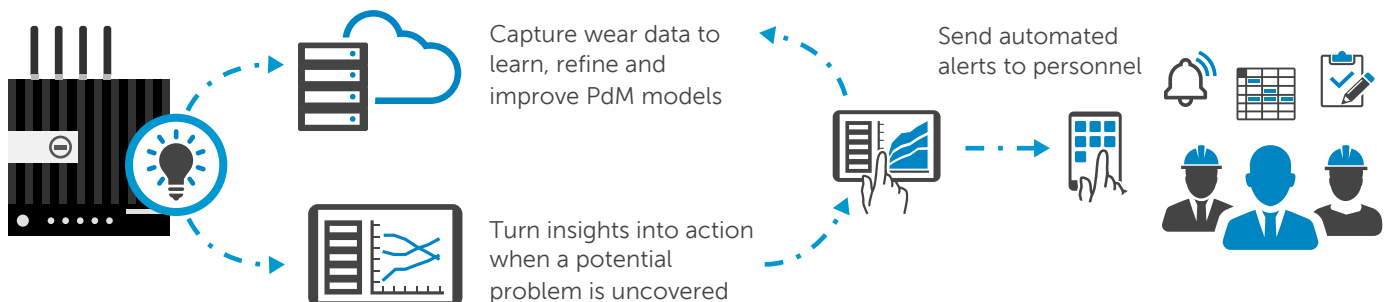 Capture wear data to
learn, refine and
improve PdM models
Turn insights into action
when a potential
problem is uncovered
Send automated
alerts to personnel